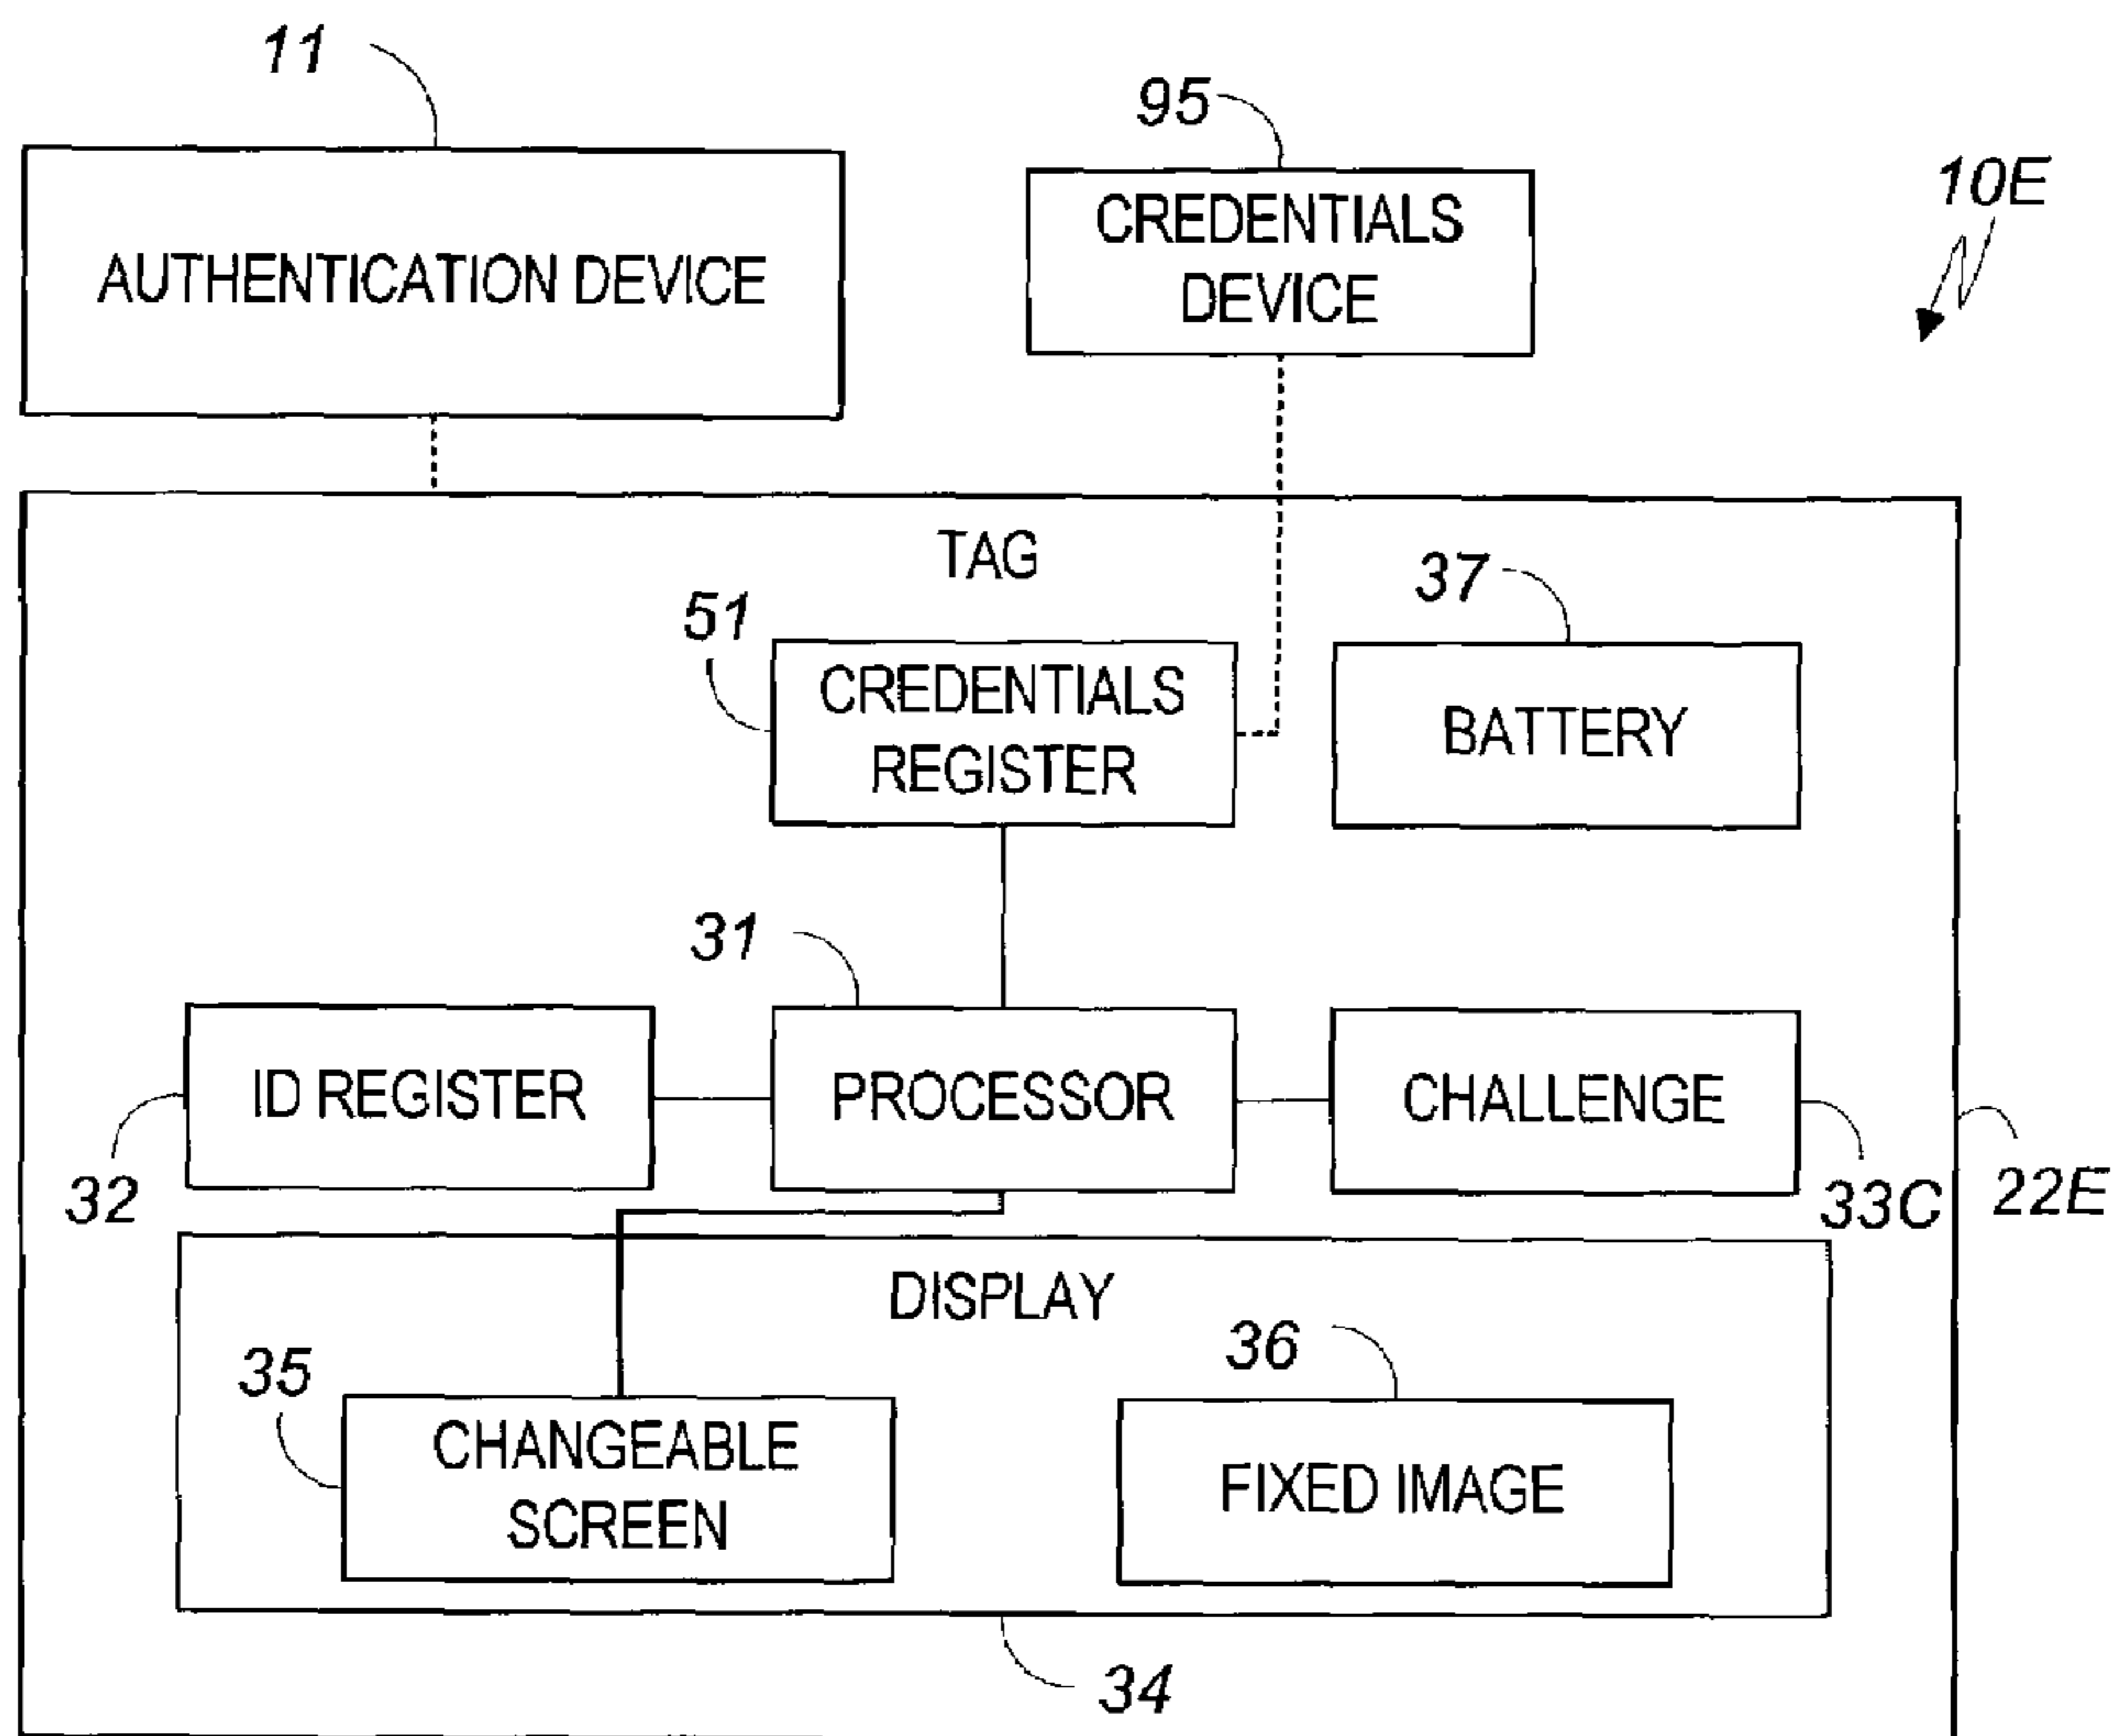 11
95
10E
AUTHENTICATION DEVICE
CREDENTIALS
DEVICE
TAG
37
51
CREDENTIALS
REGISTER
BATTERY
31
ID REGISTER
PROCESSOR
CHALLENGE
32
33C
22E
DISPLAY
36
35
CHANGEABLE
SCREEN
FIXED IMAGE
34